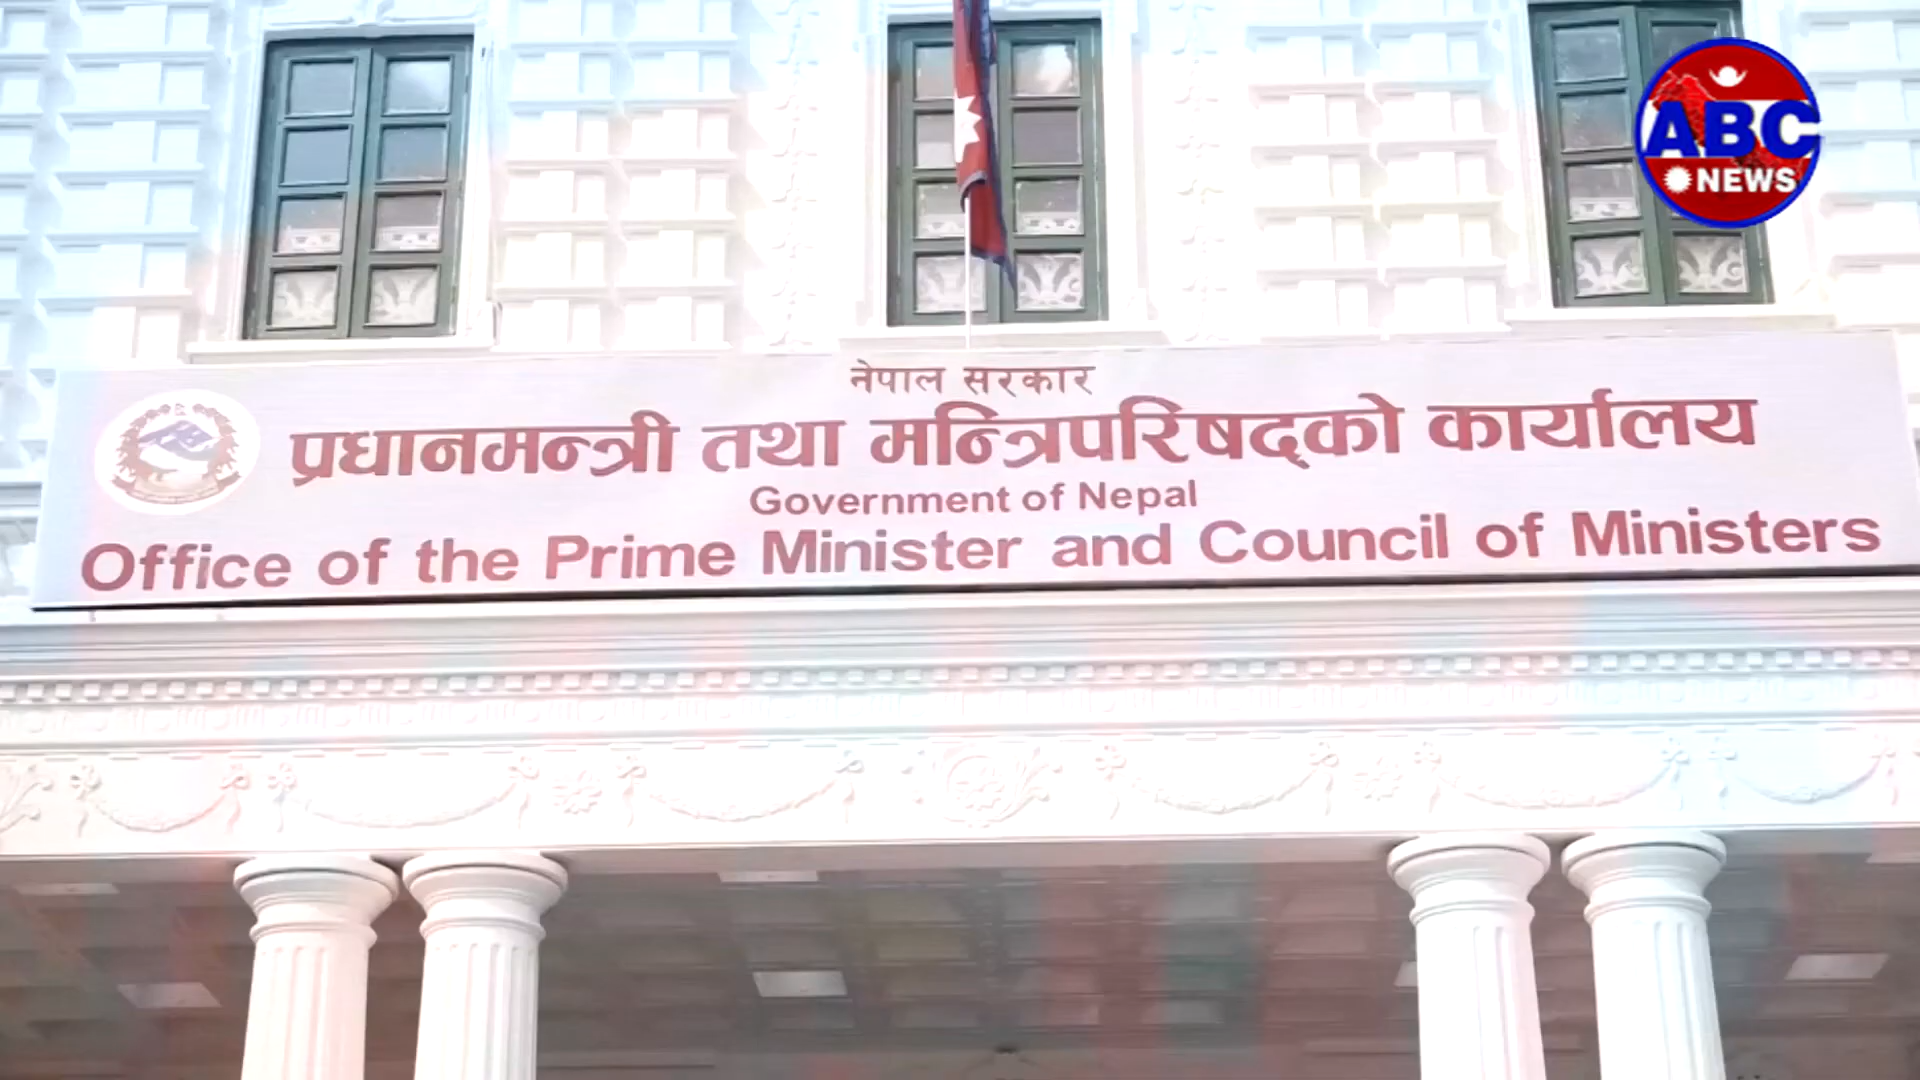 ABC
NEWS
नेपाल सरकार
प्रधानमन्त्री तथा मन्त्रिपरिषद्को कार्यालय
Government of Nepal
Office of the Prime Minister and Council of Ministers